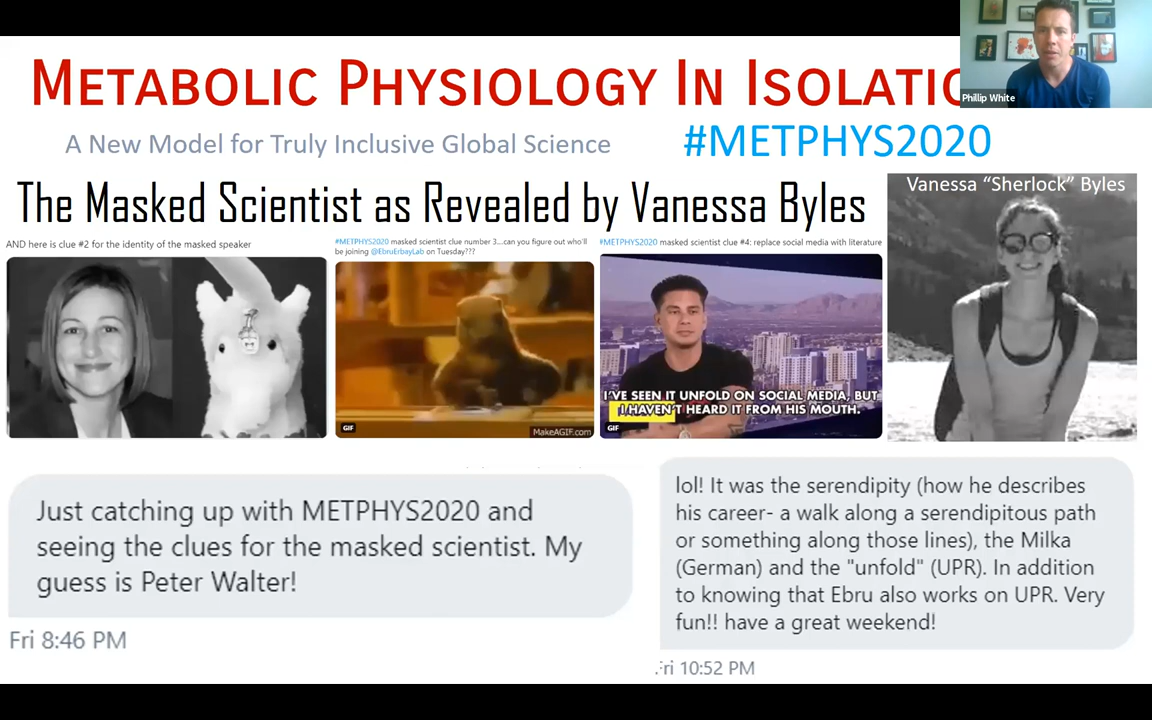 METABOLIC PHYSIOLOGY IN ISOLATIO
Phillip White
A New Model for Truly Inclusive Global Science
#METPHYS2020
The Masked Scientist as Revealed by Vanessa Byles
Vanessa “Sherlock” Byles
AND here is clue #2 for the identity of the masked speaker
#METPHYS2020 masked scientist clue number 3...can you figure out who'll
be joining @EbruErbayLab on Tuesday???
#METPHYS2020 masked scientist clue #4: replace social media with literature
I'VE SEEN IT UNFOLD ON SOCIAL MEDIA, BUT
I HAVEN'T HEARD IT FROM HIS MOUTH.
GIF
MakeAGIF.com
GIF
Just catching up with METPHYS2020 and
seeing the clues for the masked scientist. My
guess is Peter Walter!
Fri 8:46 PM
lol! It was the serendipity (how he describes
his career- a walk along a serendipitous path
or something along those lines), the Milka
(German) and the "unfold" (UPR). In addition
to knowing that Ebru also works on UPR. Very
fun!! have a great weekend!
Fri 10:52 PM